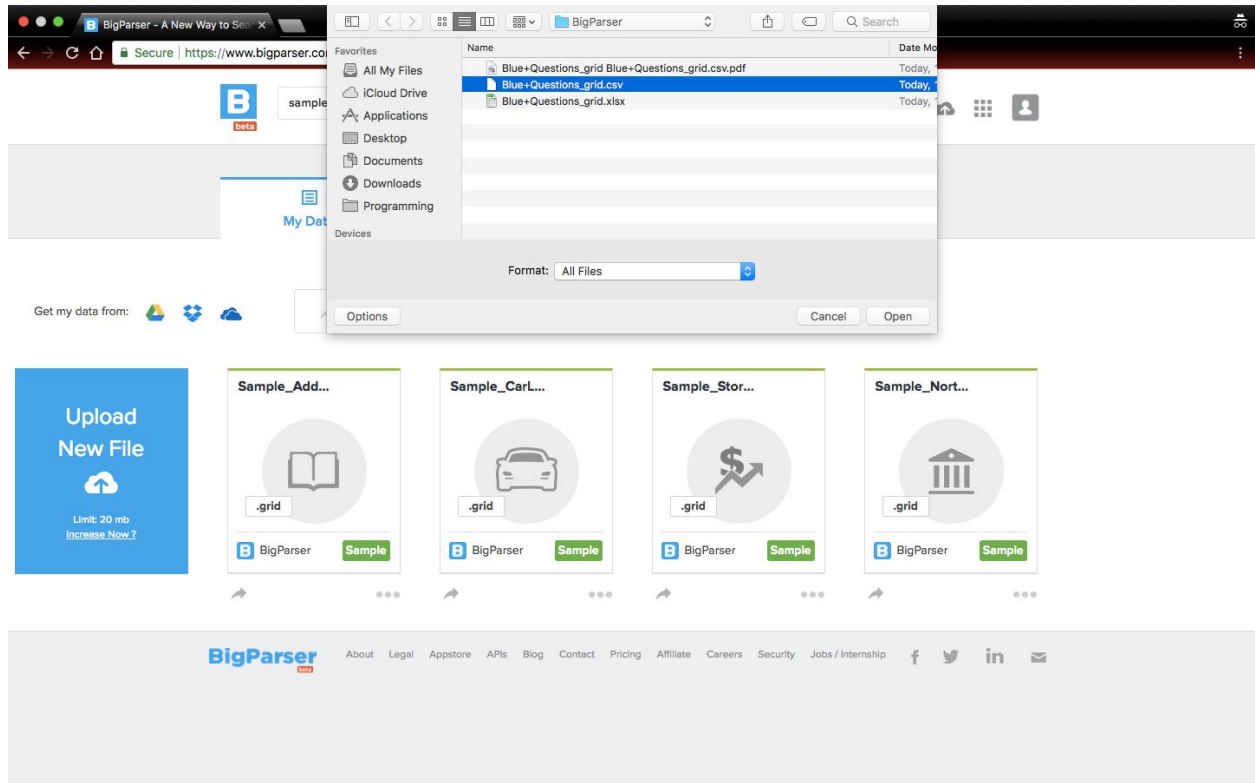 BigParser - A New Way to Sea
BigParser
Search
Secure | https://www.bigparser.co
Favorites
Name
Date Mo
All My Files
Blue+Questions_grid Blue+Questions_grid.csv.pdf
Today,
iCloud Drive
Blue+Questions_grid.csv
Today,
Applications
Blue+Questions_grid.xlsx
Today,
Desktop
Documents
Downloads
Programming
Devices
B
beta
sample
My Dat
Format: All Files
Options
Cancel
Open
Get my data from:
Upload
New File
Limit: 20 mb
Increase Now ?
Sample_Add...
.grid
B BigParser Sample
Sample_CarL...
.grid
B BigParser Sample
Sample_Stor...
.grid
B BigParser Sample
Sample_Nort...
.grid
B BigParser Sample
BigParser
beta
About Legal Appstore APIs Blog Contact Pricing Affiliate Careers Security Jobs / Internship